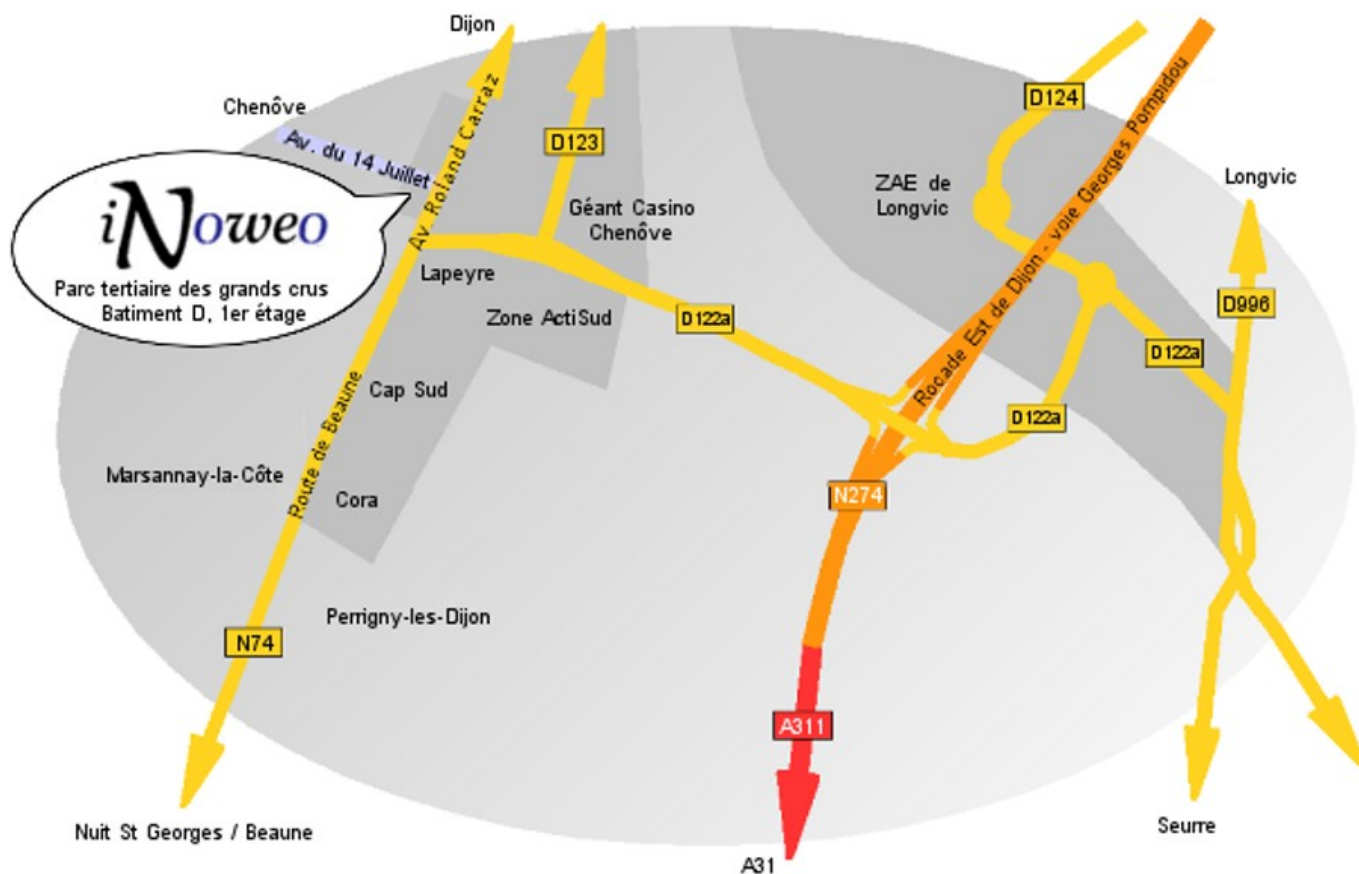 Dijon
Chenôve
Av. du 14 Juillet
Av. Roland Carraz
D123
D124
Rocade Est de Dijon - voie Georges Pompidou
ZAE de
Longvic
Longvic
iNoweo
Parc tertiaire des grands crus
Batiment D, 1er étage
Géant Casino
Chenôve
Lapeyre
Zone ActiSud
D122a
D996
D122a
D122a
Cap Sud
Route de Beaune
Marsannay-la-Côte
Cora
N274
Perrigny-les-Dijon
N74
A311
Nuit St Georges / Beaune
Seurre
A31